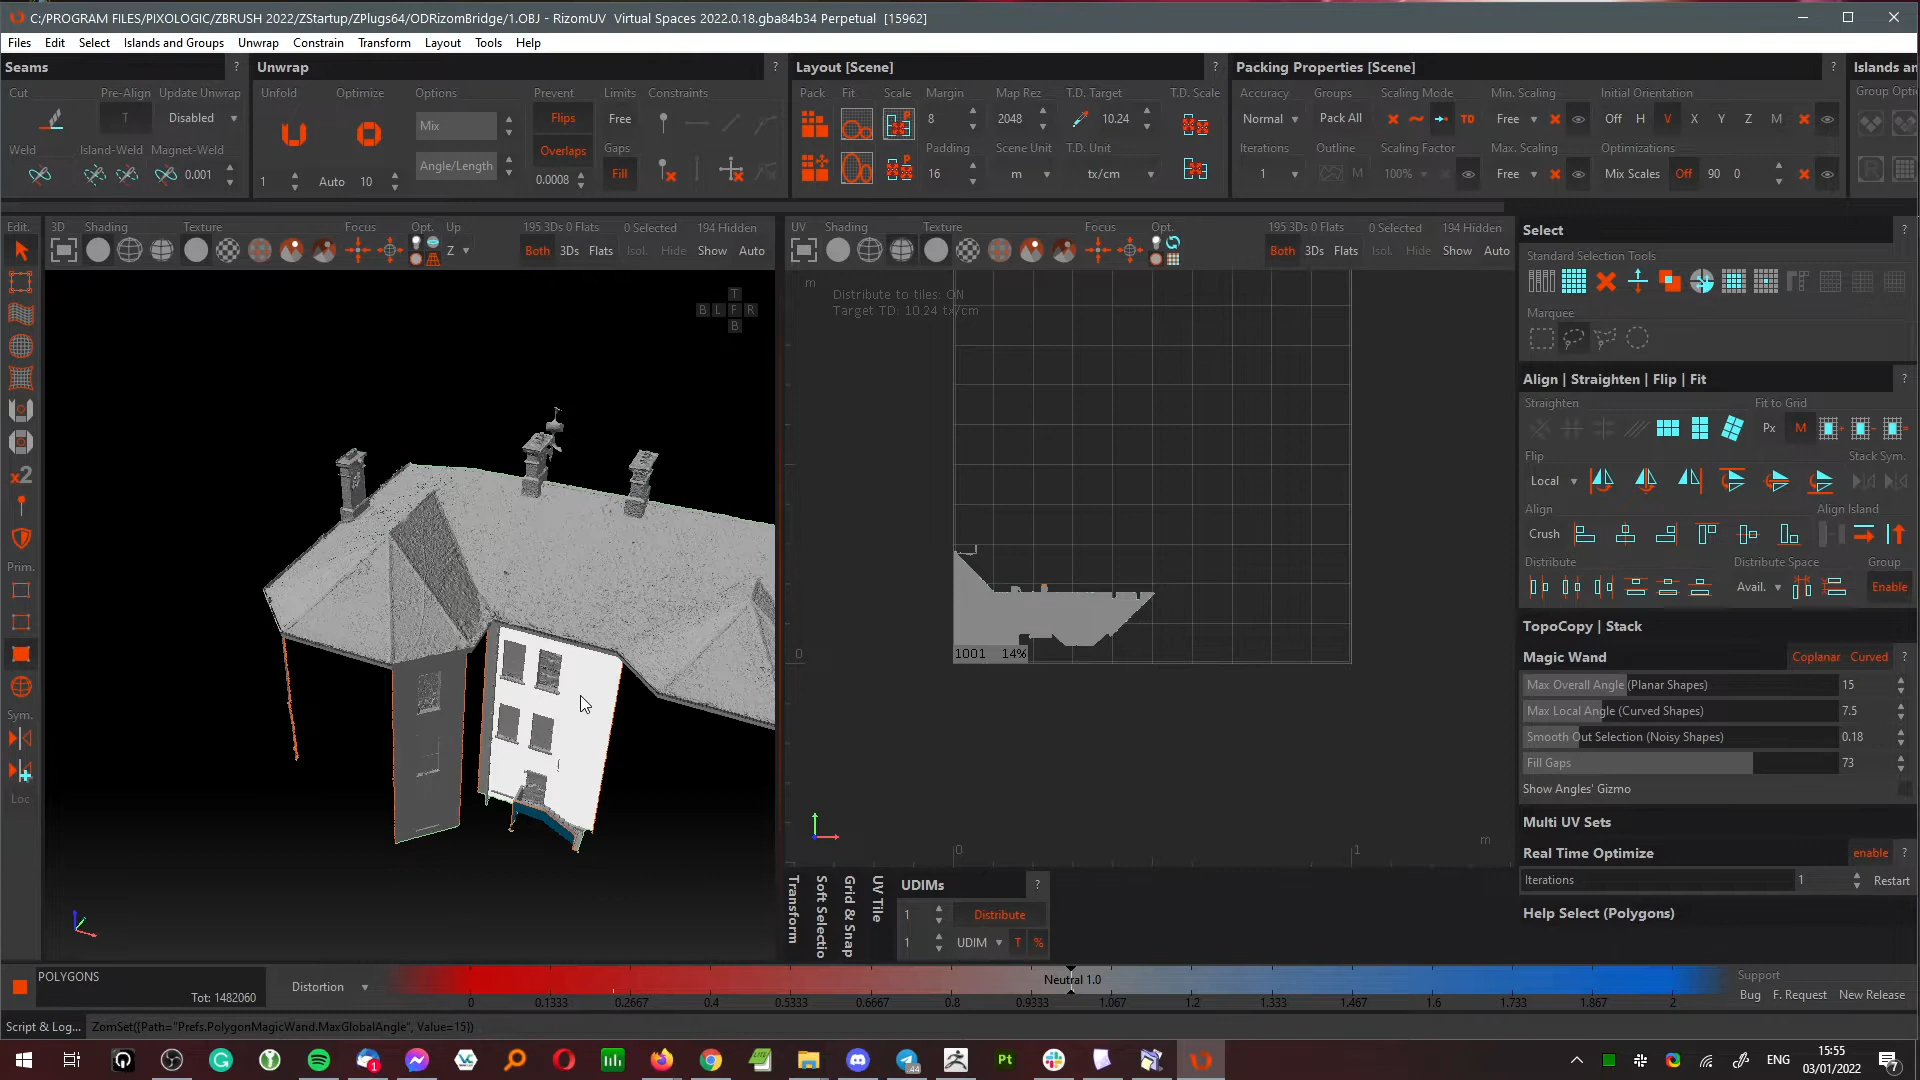 C:/PROGRAM FILES/PIXOLOGIC/ZBRUSH 2022/ZStartup/ZPlugs64/ODRizomBridge/1.OBJ - RizomUV  Virtual Spaces 2022.0.18.gba84b34 Perpetual  [15962]
Files Edit Select Islands and Groups Unwrap Constrain Transform Layout Tools Help
Seams ? Unwrap ? Layout [Scene] ? Packing Properties [Scene] ? Islands an
Cut Pre-Align Update Unwrap Unfold Optimize Options Prevent Limits Constraints Pack Fit Scale Margin Map Rez T.D. Target T.D. Scale Accuracy Groups Scaling Mode Min. Scaling Initial Orientation Group Optio
T Disabled Mix Flips Free 8 2048 10.24 Normal Pack All TD Free Off H V X Y Z M
Weld Island-Weld Magnet-Weld Angle/Length Overlaps Gaps Padding Scene Unit T.D. Unit Iterations Outline Scaling Factor Max. Scaling Optimizations
0.001 1 Auto 10 0.0008 Fill 16 m tx/cm 1 M 100% Free Mix Scales Off 90 0
Edit. 3D Shading Texture Focus Opt. Up 195 3Ds 0 Flats 0 Selected 194 Hidden UV Shading Texture Focus Opt. 195 3Ds 0 Flats 0 Selected 194 Hidden
Z Both 3Ds Flats Isol. Hide Show Auto Both 3Ds Flats Isol. Hide Show Auto
Select ?
Standard Selection Tools
Marquee
m
Distribute to tiles: ON
Target TD: 10.24 tx/cm
T
B L F R
B
Align | Straighten | Flip | Fit ?
Straighten Fit to Grid
Px M
Flip Stack Sym.
Local
x2
Align Align Island
Crush
Prim.
Distribute Distribute Space Group
Avail. Enable
TopoCopy | Stack
0
1001 14%
Magic Wand Coplanar Curved ?
Max Overall Angle (Planar Shapes) 15
Max Local Angle (Curved Shapes) 7.5
Sym.
Smooth Out Selection (Noisy Shapes) 0.18
Fill Gaps 73
Show Angles' Gizmo
Loc
Multi UV Sets
0 1 m
Real Time Optimize enable ?
Iterations 1 Restart
Transform
Soft Selectio
Grid & Snap
UV Tile
UDIMs ?
1 Distribute
1 UDIM T %
Help Select (Polygons)
POLYGONS
Tot: 1482060
Distortion
Neutral 1.0
0 0.1333 0.2667 0.4 0.5333 0.6667 0.8 0.9333 1.067 1.2 1.333 1.467 1.6 1.733 1.867 2
Support
Bug F. Request New Release
Script & Log... ZomSet({Path="Prefs.PolygonMagicWand.MaxGlobalAngle", Value=15})
1 LITE 44 Pt ENG 15:55
03/01/2022 7